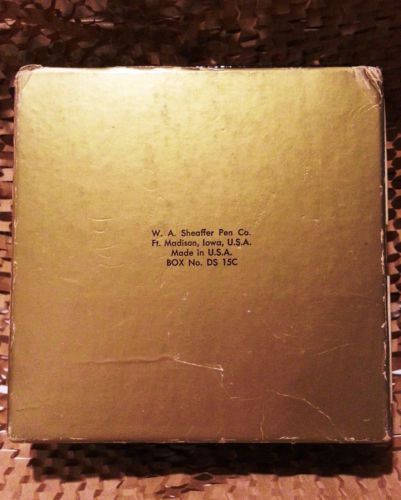 W. A. Sheaffer Pen Co.
Ft. Madison, Iowa, U.S.A.
Made in U.S.A.
BOX No. DS 15C